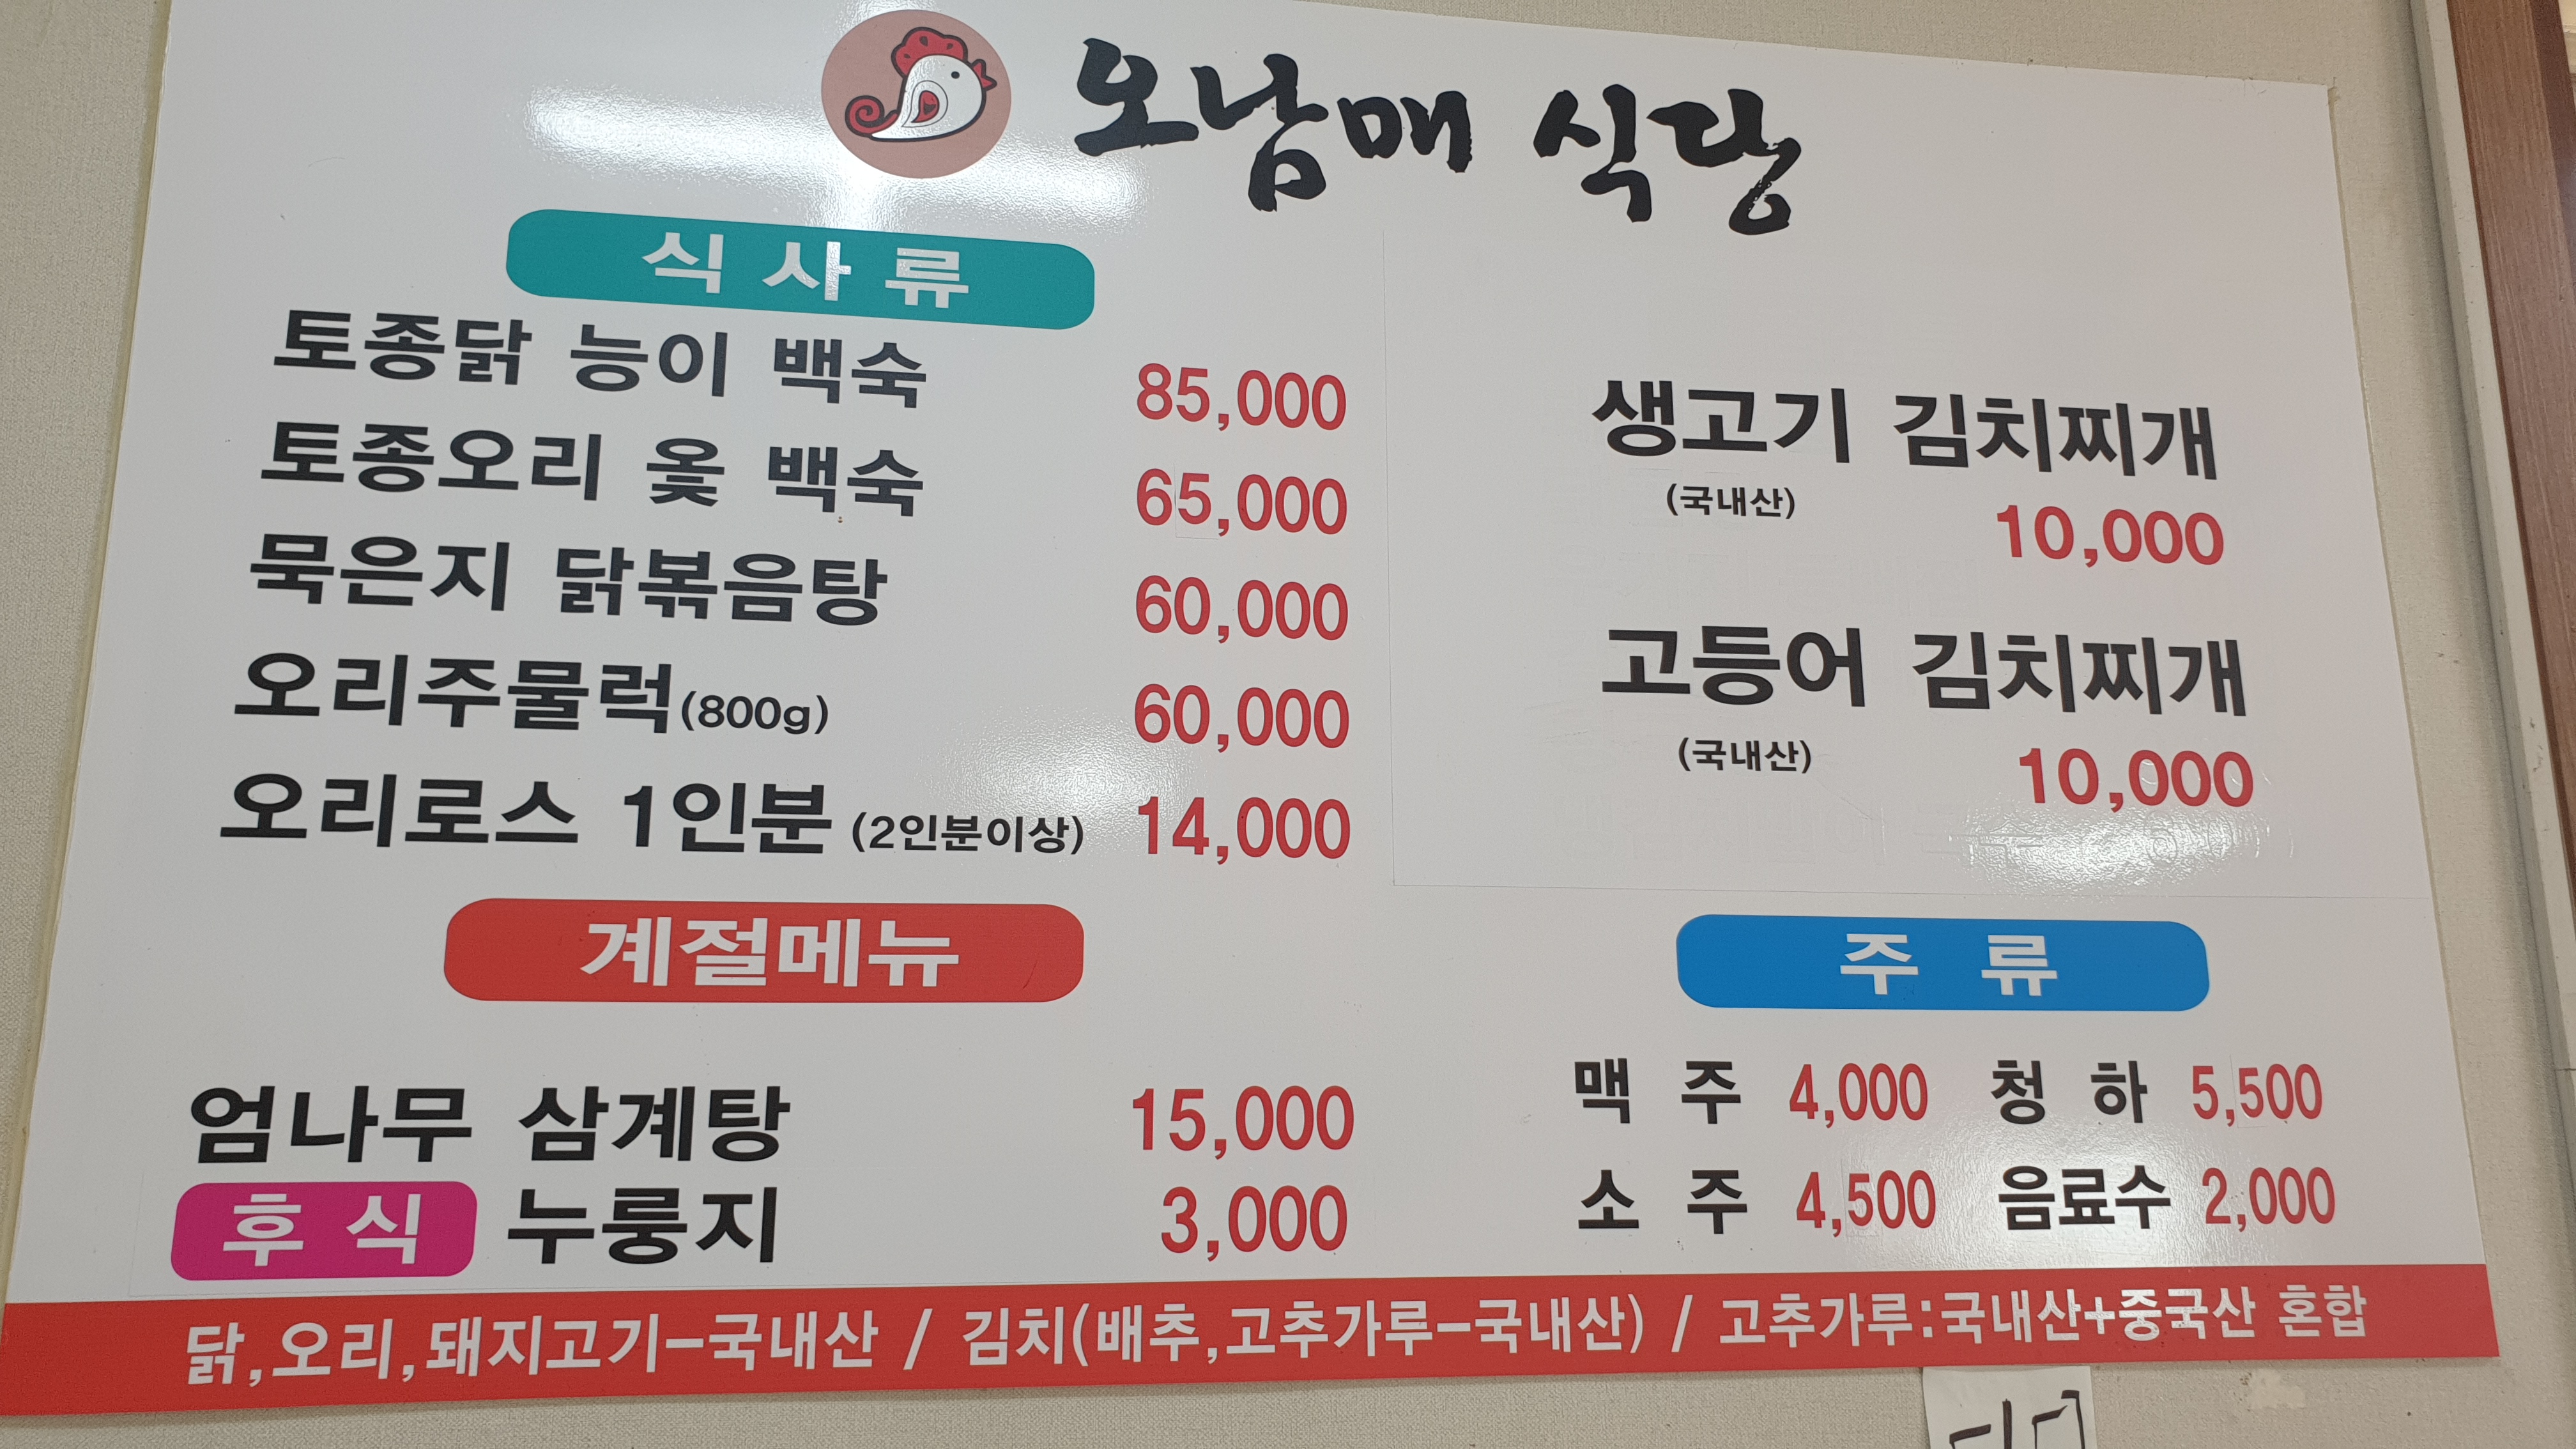 오남매 식당
식사류
토종닭 능이 백숙 85,000
토종오리 옻 백숙 65,000
묵은지 닭볶음탕 60,000
오리주물럭(800g) 60,000
오리로스 1인분 (2인분이상) 14,000
생고기 김치찌개
(국내산) 10,000
고등어 김치찌개
(국내산) 10,000
계절메뉴
엄나무 삼계탕 15,000
후식 누룽지 3,000
주류
맥주 4,000 청하 5,500
소주 4,500 음료수 2,000
닭,오리,돼지고기-국내산 / 김치(배추,고추가루-국내산) / 고추가루:국내산+중국산 혼합